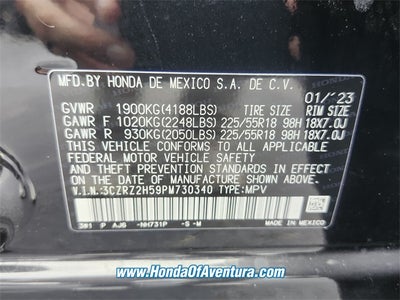 MFD.BY HONDA DE MEXICO S.A. DE C.V.
01/'23
GVWR 1900KG(4188LBS) TIRE SIZE RIM SIZE
GAWR F 1020KG(2248LBS) 225/55R18 98H 18X7.0J
GAWR R 930KG(2050LBS) 225/55R18 98H 18X7.0J
THIS VEHICLE CONFORMS TO ALL APPLICABLE
FEDERAL MOTOR VEHICLE SAFETY, BUMPER,
AND THEFT PREVENTION STANDARDS IN EFFECT
ON THE DATE OF MANUFACTURE SHOWN ABOVE.
V.I.N.:3CZRZ2H59PM730340 TYPE:MPV
MADE IN MEXICO
NH731P -S -M
www.HondaOfAventura.com